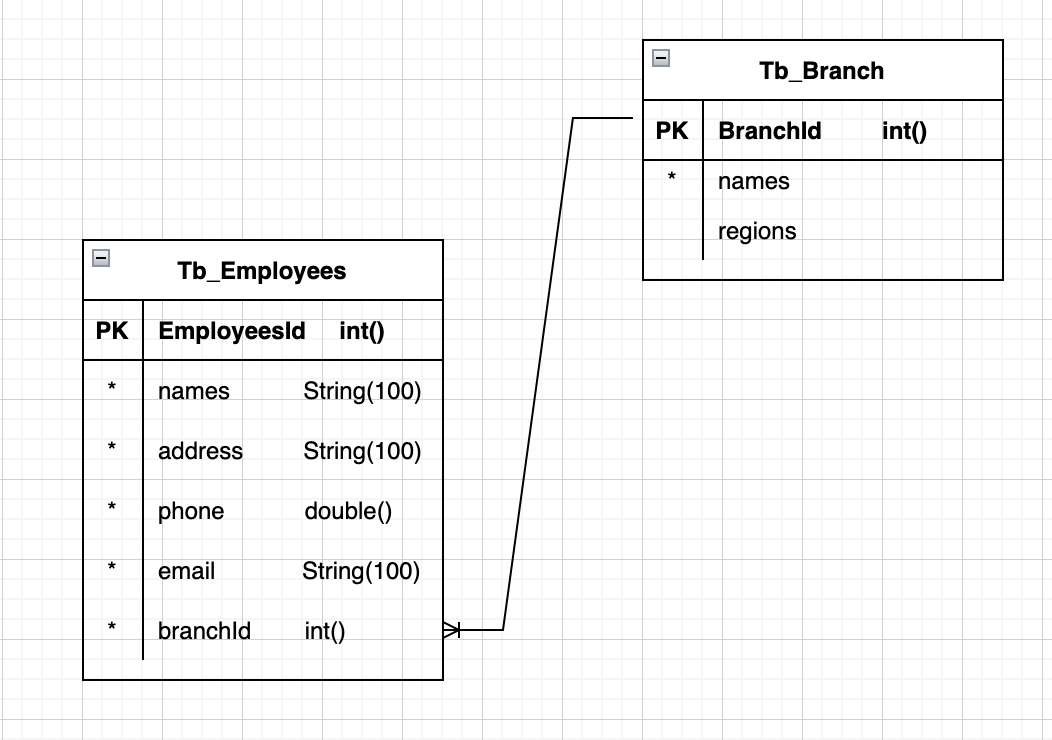 Tb_Branch
PK BranchId int()
* names
regions
Tb_Employees
PK EmployeesId int()
* names String(100)
* address String(100)
* phone double()
* email String(100)
* branchId int()